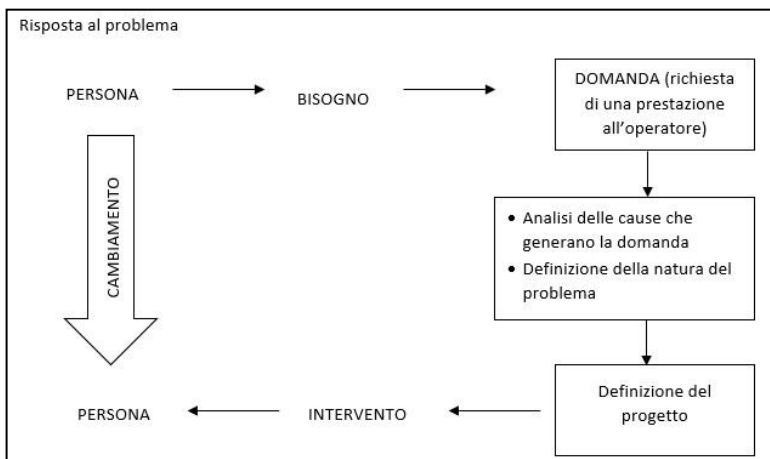 Risposta al problema
PERSONA
BISOGNO
DOMANDA (richiesta
di una prestazione
all’operatore)
CAMBIAMENTO
• Analisi delle cause che
generano la domanda
• Definizione della natura del
problema
PERSONA
INTERVENTO
Definizione del
progetto